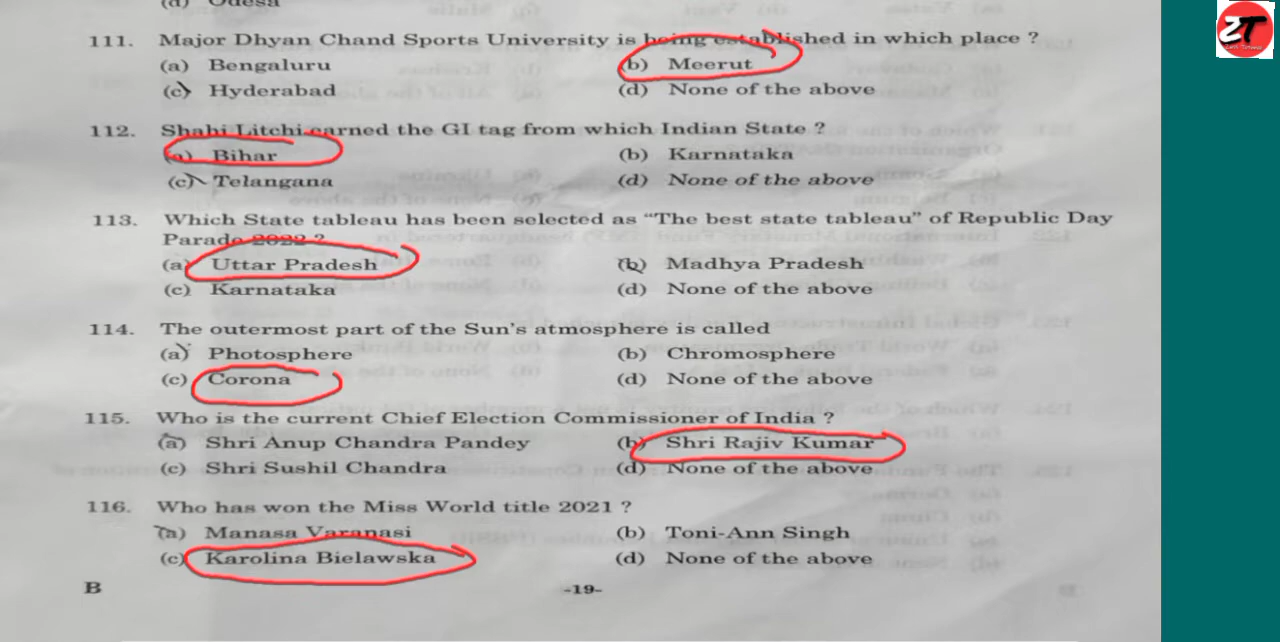 (d) Odesa
111. Major Dhyan Chand Sports University is being established in which place ?
(a) Bengaluru (b) Meerut
(c) Hyderabad (d) None of the above
112. Shahi Litchi earned the GI tag from which Indian State ?
(a) Bihar (b) Karnataka
(c) Telangana (d) None of the above
113. Which State tableau has been selected as “The best state tableau” of Republic Day
Parade 2022 ?
(a) Uttar Pradesh (b) Madhya Pradesh
(c) Karnataka (d) None of the above
114. The outermost part of the Sun’s atmosphere is called
(a) Photosphere (b) Chromosphere
(c) Corona (d) None of the above
115. Who is the current Chief Election Commissioner of India ?
(a) Shri Anup Chandra Pandey (b) Shri Rajiv Kumar
(c) Shri Sushil Chandra (d) None of the above
116. Who has won the Miss World title 2021 ?
(a) Manasa Varanasi (b) Toni-Ann Singh
(c) Karolina Bielawska (d) None of the above
B -19-
ZT